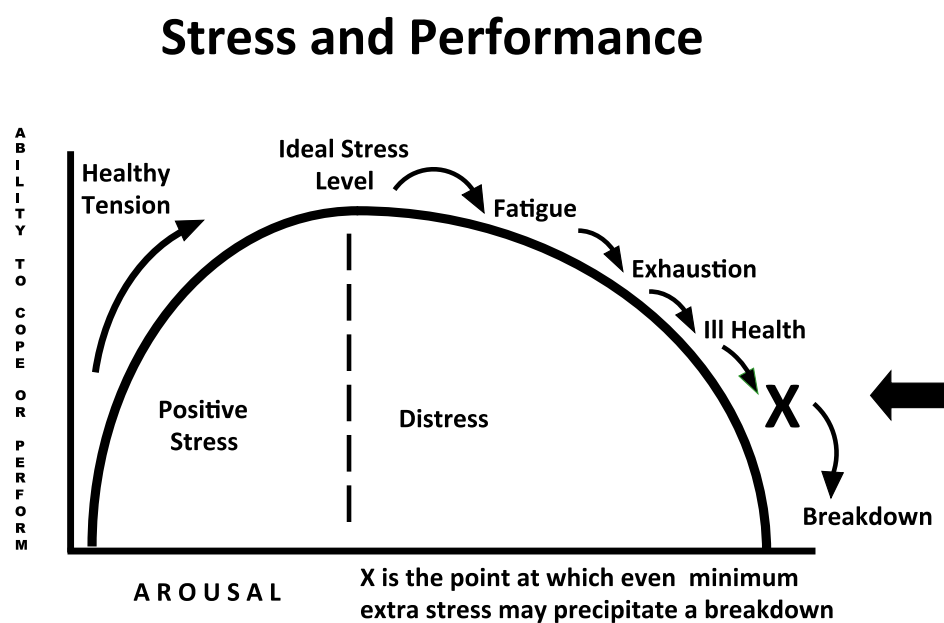 Stress and Performance
ABILITY TO COPE OR PERFORM
Healthy
Tension
Ideal Stress
Level
Fatigue
Exhaustion
Ill Health
X
Breakdown
Positive
Stress
Distress
AROUSAL
X is the point at which even minimum
extra stress may precipitate a breakdown